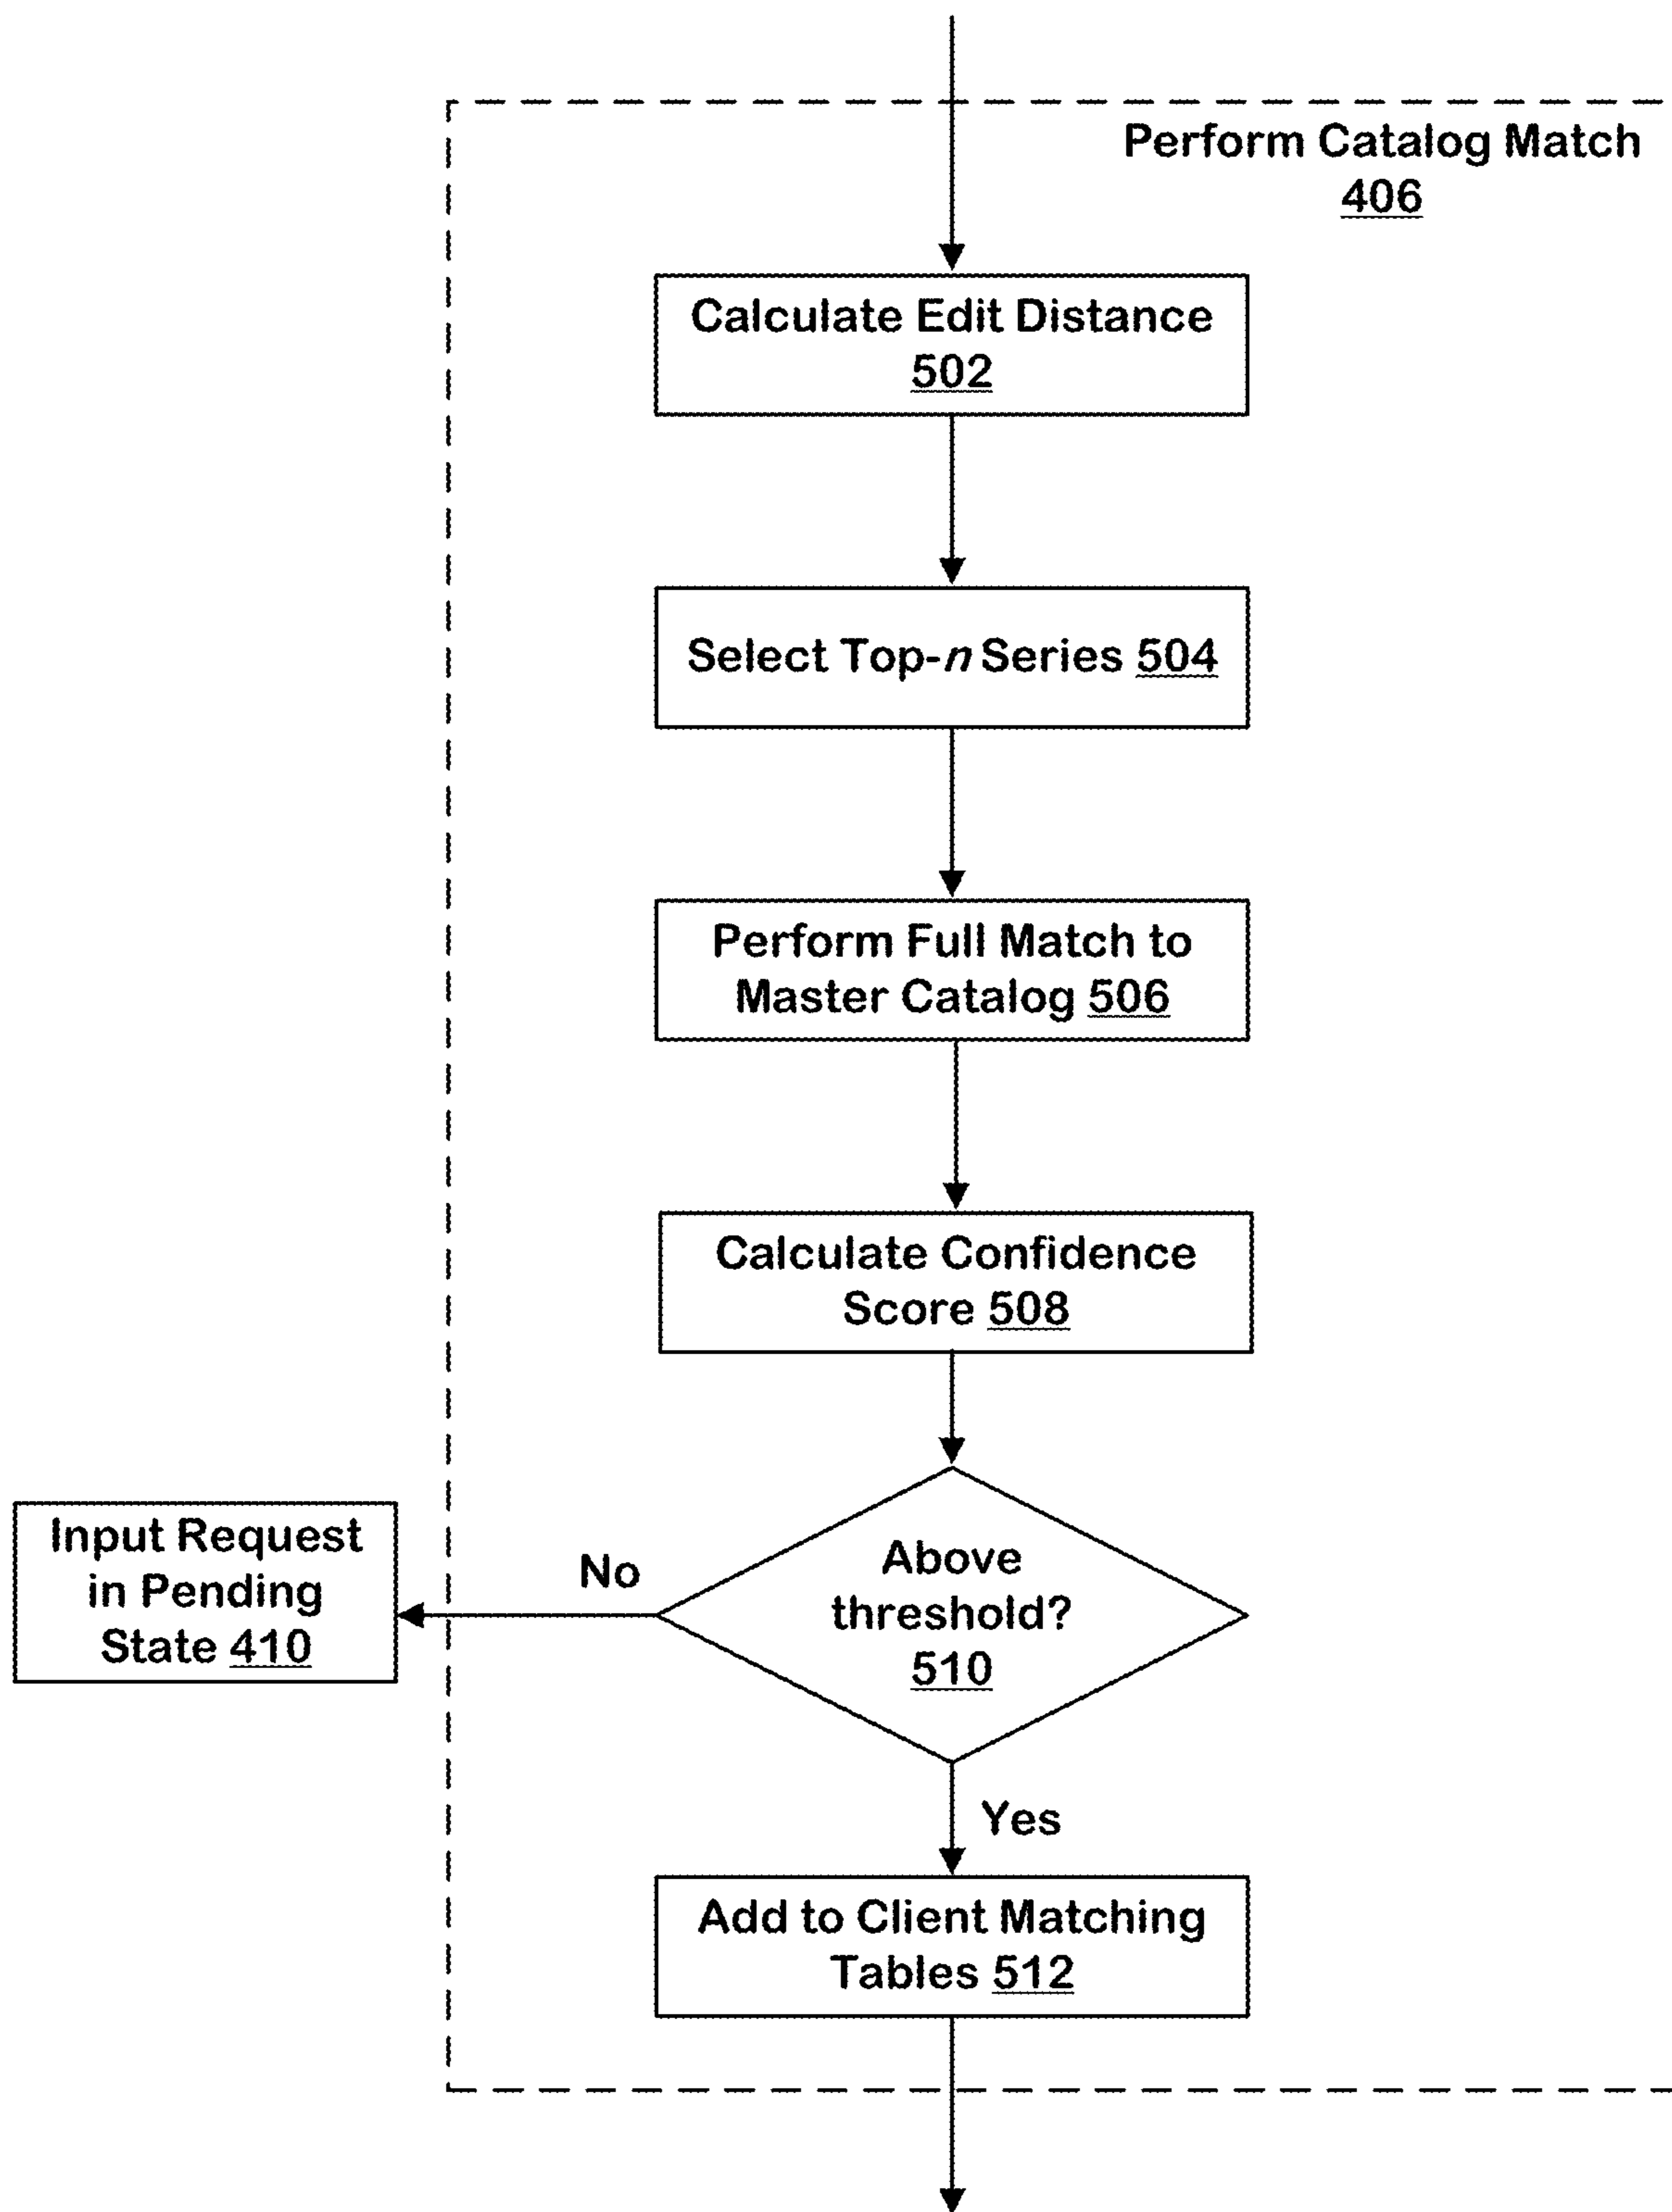 Perform Catalog Match
406
Calculate Edit Distance
502
Select Top-n Series 504
Perform Full Match to
Master Catalog 506
Calculate Confidence
Score 508
Above
threshold?
510
No
Input Request
in Pending
State 410
Yes
Add to Client Matching
Tables 512